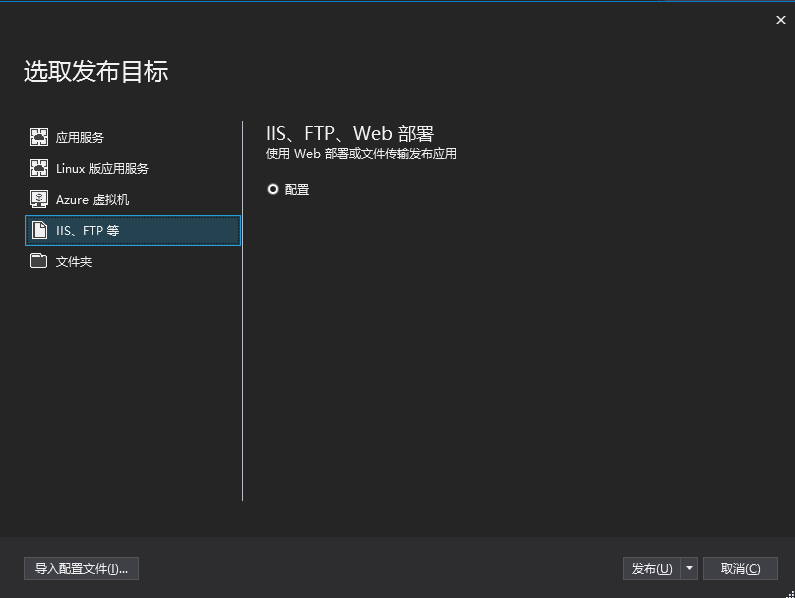 选取发布目标
应用服务
Linux 版应用服务
Azure 虚拟机
IIS、FTP 等
文件夹
IIS、FTP、Web 部署
使用 Web 部署或文件传输发布应用
配置
导入配置文件(I)...
发布(U)
取消(C)